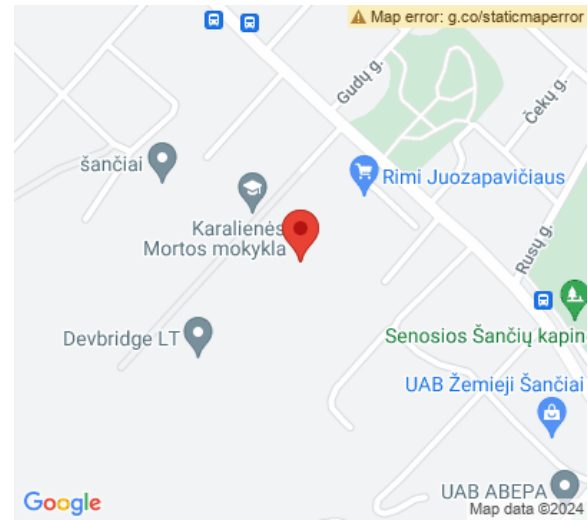 Map error: g.co/staticmaperror
Gudų g.
Čekų g.
šančiai
Rimi Juozapavičiaus
Karalienės
Mortos mokykla
Rusų g.
Devbridge LT
Senosios Šančių kapin
UAB Žemieji Šančiai
UAB ABEPA
Google
Map data ©2024